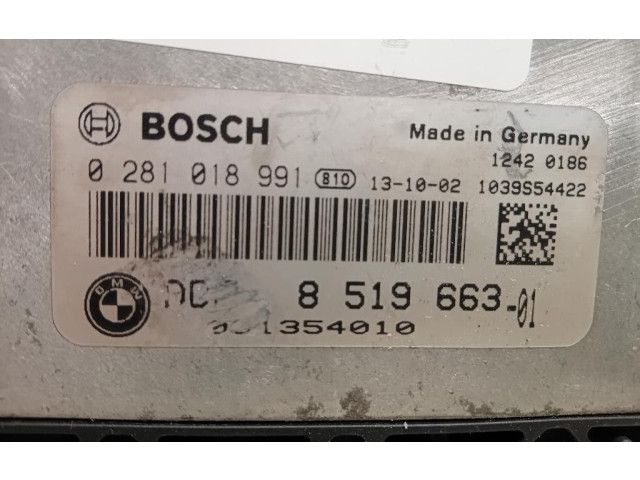 BOSCH
Made in Germany
1242 0186
0 281 018 991 810 13-10-02 1039S54422
BMW 8 519 663-01